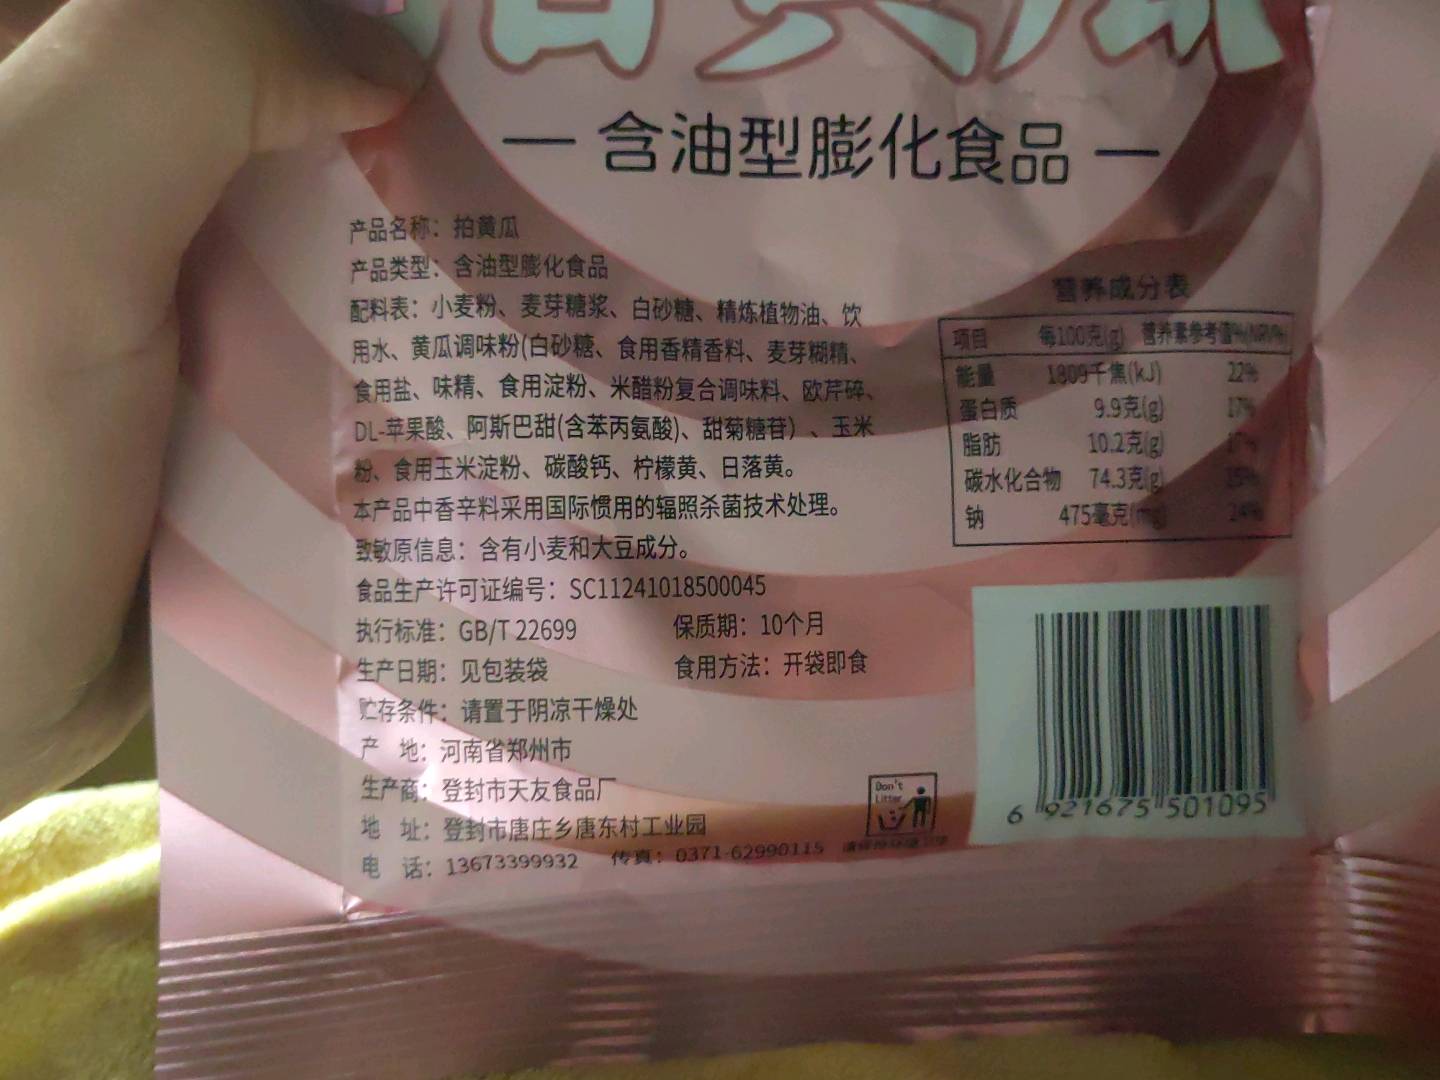 拍黄瓜
— 含油型膨化食品 —
产品名称：拍黄瓜
产品类型：含油型膨化食品
配料表：小麦粉、麦芽糖浆、白砂糖、精炼植物油、饮
用水、黄瓜调味粉(白砂糖、食用香精香料、麦芽糊精、
食用盐、味精、食用淀粉、米醋粉复合调味料、欧芹碎、
DL-苹果酸、阿斯巴甜(含苯丙氨酸)、甜菊糖苷）、玉米
粉、食用玉米淀粉、碳酸钙、柠檬黄、日落黄。
本产品中香辛料采用国际惯用的辐照杀菌技术处理。
致敏原信息：含有小麦和大豆成分。
食品生产许可证编号：SC11241018500045
执行标准：GB/T 22699 保质期：10个月
生产日期：见包装袋 食用方法：开袋即食
贮存条件：请置于阴凉干燥处
产 地：河南省郑州市
生产商：登封市天友食品厂
地 址：登封市唐庄乡唐东村工业园
电 话：13673399932 传真：0371-62990115
营养成分表
项目 每100克(g) 营养素参考值%(NRV%)
能量 1809千焦(kJ) 22%
蛋白质 9.9克(g) 17%
脂肪 10.2克(g) 17%
碳水化合物 74.3克(g) 25%
钠 475毫克(mg) 24%
Don't
Litter
6 921675 501095